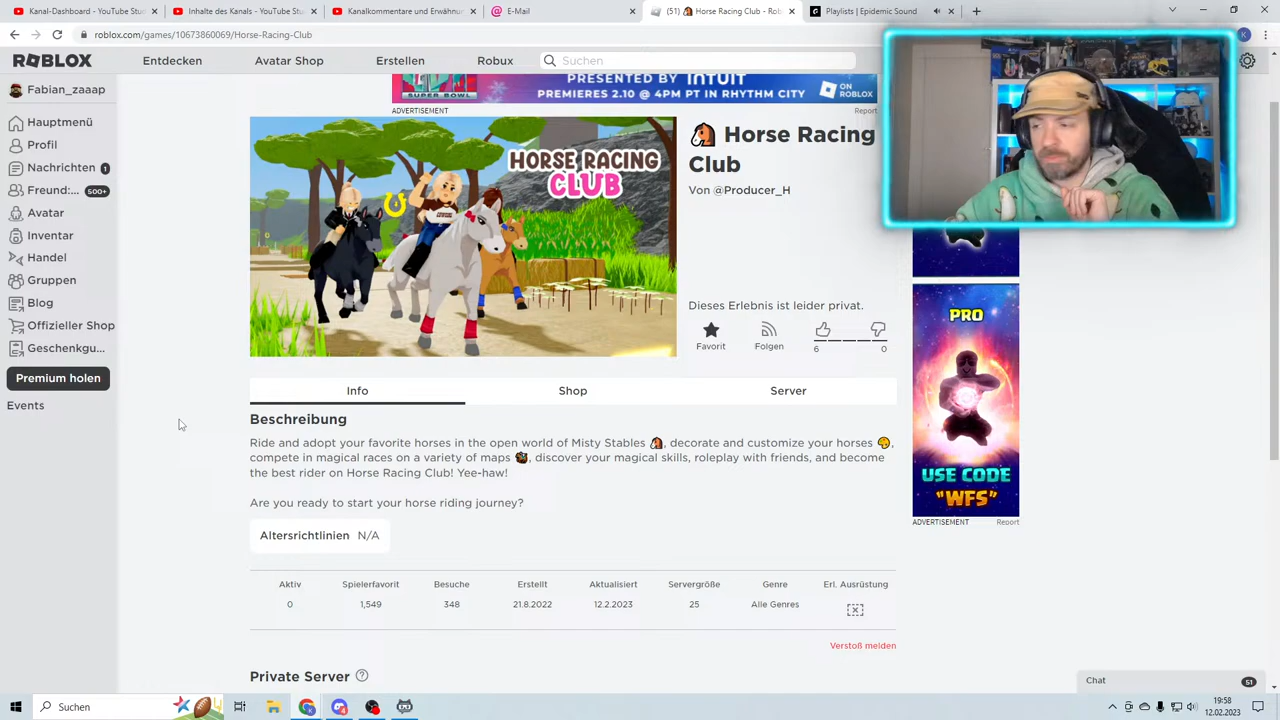 Kanal-Dashboard - YouTube Stu
Inhalte des Kanals - YouTube Stu
Kanalkommentare und Erwähnun
E-Mail
(51) Horse Racing Club - Rob
Playlists | Epidemic Sound
roblox.com/games/10673860069/Horse-Racing-Club
K
ROBLOX
Entdecken
Avatar Shop
Erstellen
Robux
Suchen
Fabian_zaaap
Hauptmenü
Profil
Nachrichten 1
Freund:... 500+
Avatar
Inventar
Handel
Gruppen
Blog
Offizieller Shop
Geschenkgu...
Premium holen
Events
SUPER BOWL
PRESENTED BY INTUIT
PREMIERES 2.10 @ 4PM PT IN RHYTHM CITY
ON ROBLOX
ADVERTISEMENT
Report
HORSE RACING
CLUB
Horse Racing
Club
Von @Producer_H
Dieses Erlebnis ist leider privat.
Favorit
Folgen
6
0
Info
Shop
Server
Beschreibung
Ride and adopt your favorite horses in the open world of Misty Stables 🐴, decorate and customize your horses ,
compete in magical races on a variety of maps , discover your magical skills, roleplay with friends, and become
the best rider on Horse Racing Club! Yee-haw!
Are you ready to start your horse riding journey?
Altersrichtlinien N/A
Aktiv Spielerfavorit Besuche Erstellt Aktualisiert Servergröße Genre Erl. Ausrüstung
0 1,549 348 21.8.2022 12.2.2023 25 Alle Genres
Verstoß melden
Private Server
PRO
USE CODE
"WFS"
ADVERTISEMENT
Report
Chat
51
Suchen
19:58
12.02.2023